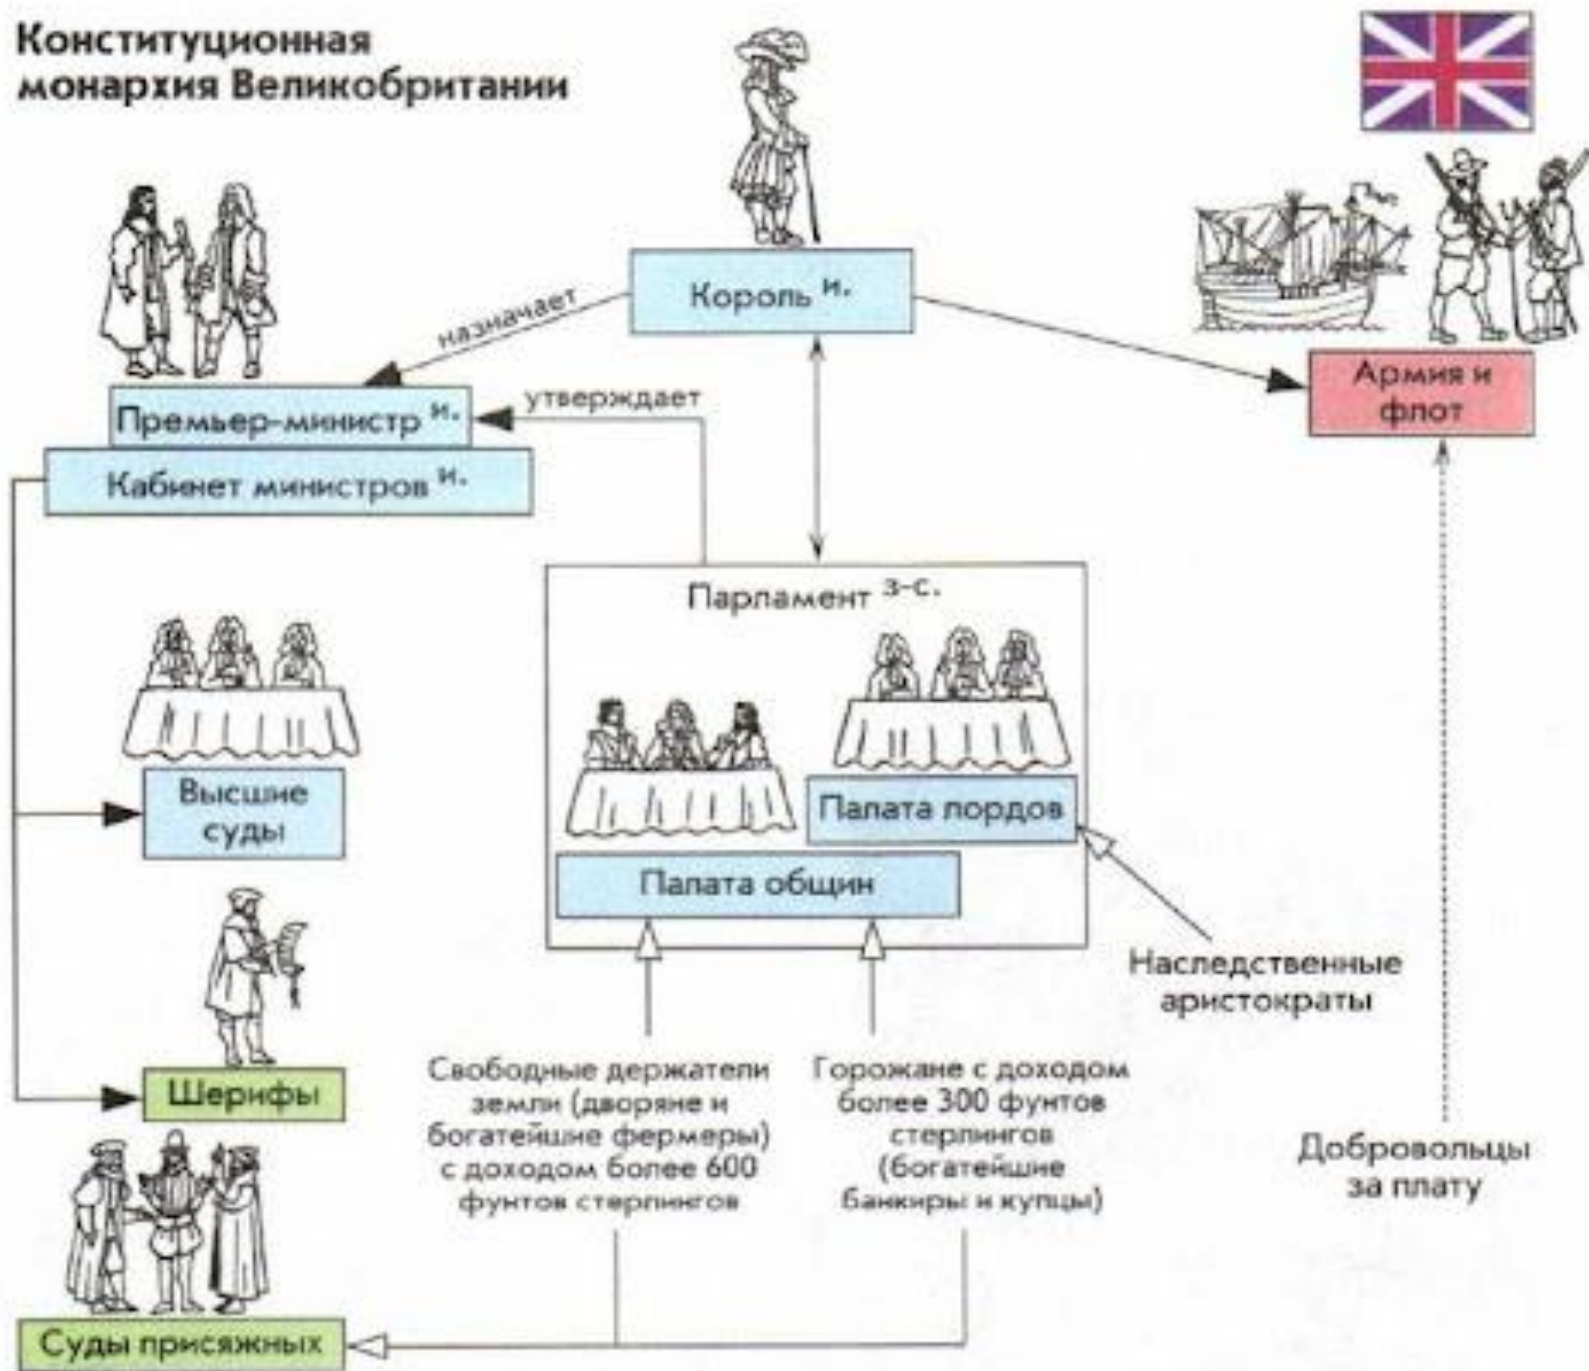 Конституционная
монархия Великобритании
Король и.
назначает
Армия и
флот
Премьер-министр и.
утверждает
Кабинет министров и.
Парламент з-с.
Высшие
суды
Палата лордов
Палата общин
Наследственные
аристократы
Шерифы
Свободные держатели
земли (дворяне и
богатейшие фермеры)
с доходом более 600
фунтов стерлингов
Горожане с доходом
более 300 фунтов
стерлингов
(богатейшие
банкиры и купцы)
Добровольцы
за плату
Суды присяжных